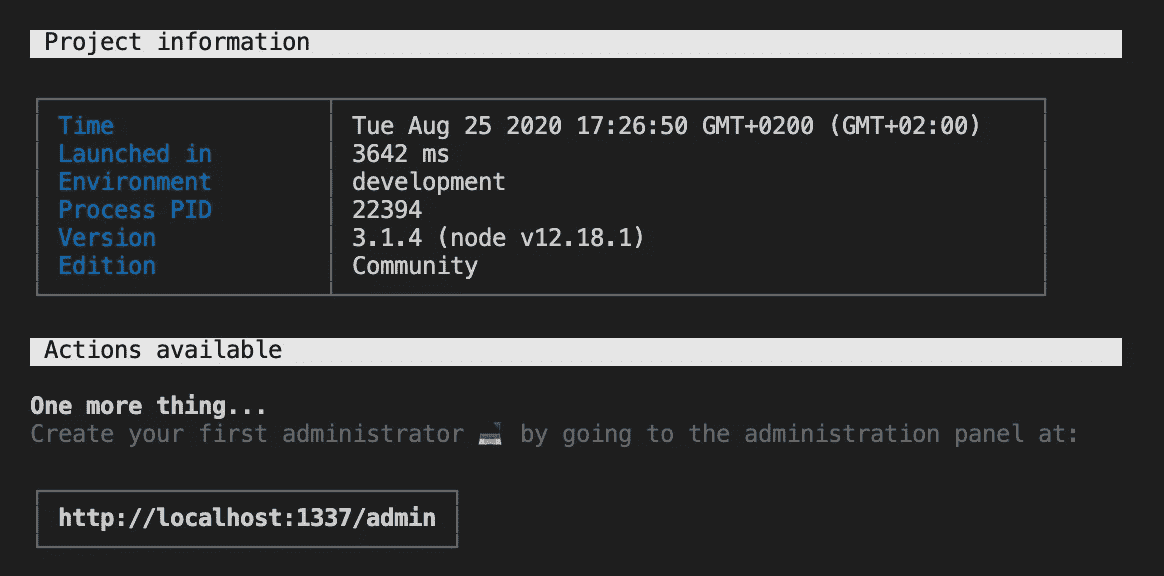 Project information
Time Tue Aug 25 2020 17:26:50 GMT+0200 (GMT+02:00)
Launched in 3642 ms
Environment development
Process PID 22394
Version 3.1.4 (node v12.18.1)
Edition Community
Actions available
One more thing...
Create your first administrator 💻 by going to the administration panel at:
http://localhost:1337/admin